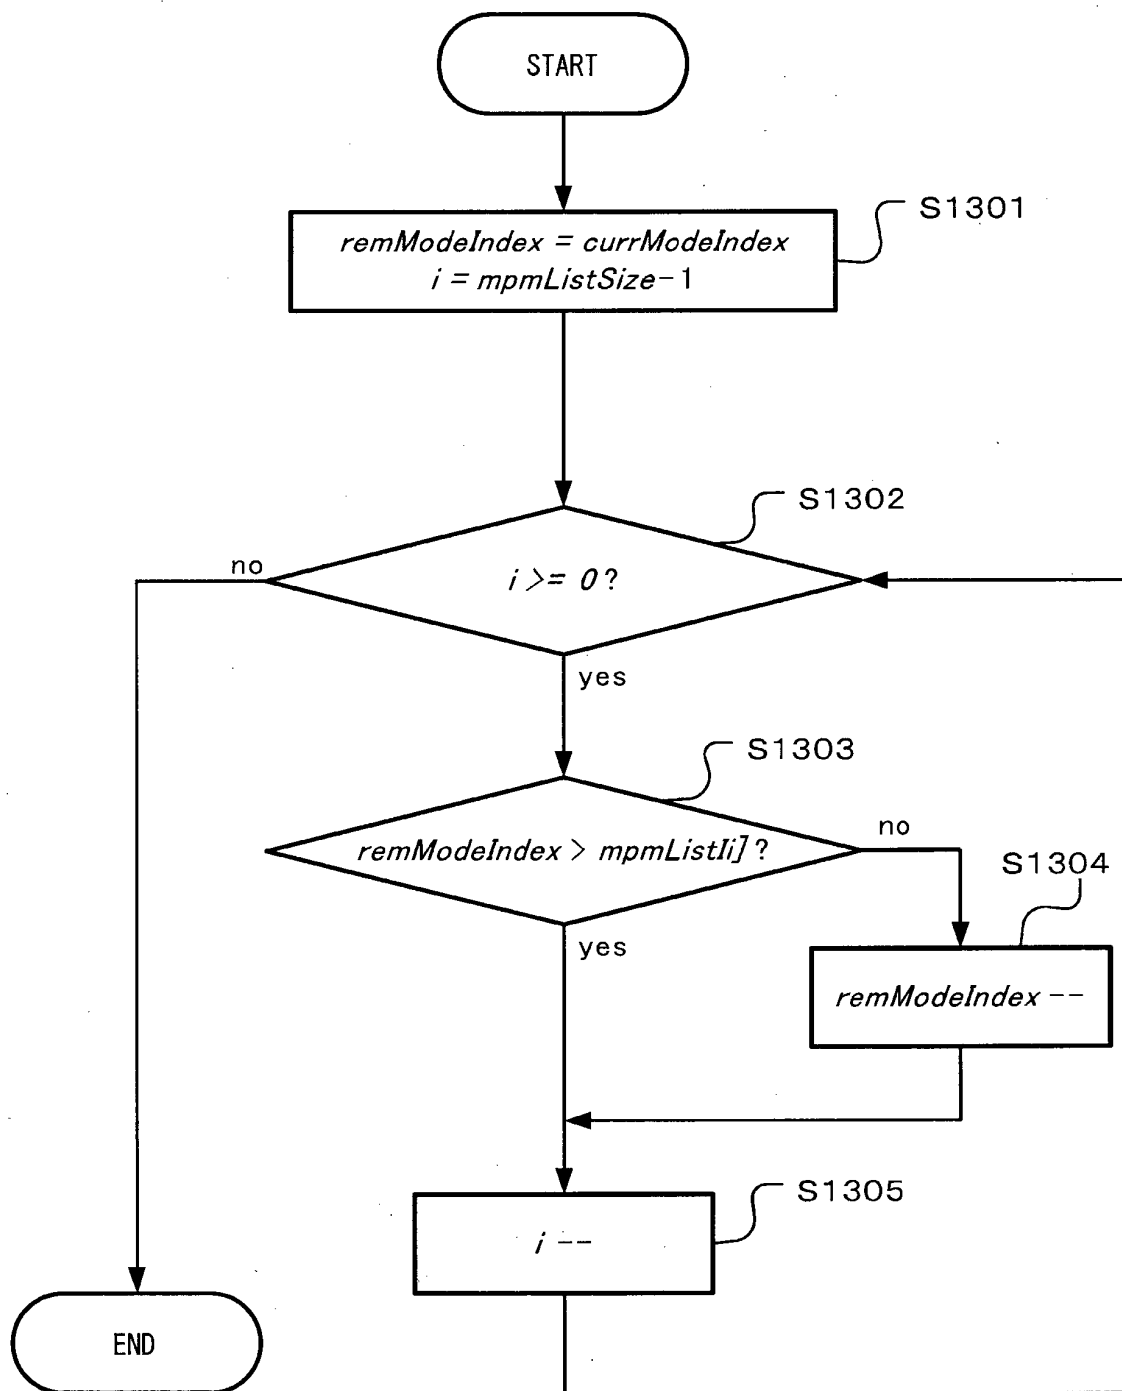 START
S1301
remModeIndex = currModeIndex
i = mpmListSize-1
S1302
no
i >= 0?
yes
S1303
remModeIndex > mpmListIi]?
no
S1304
yes
remModeIndex --
S1305
i --
END